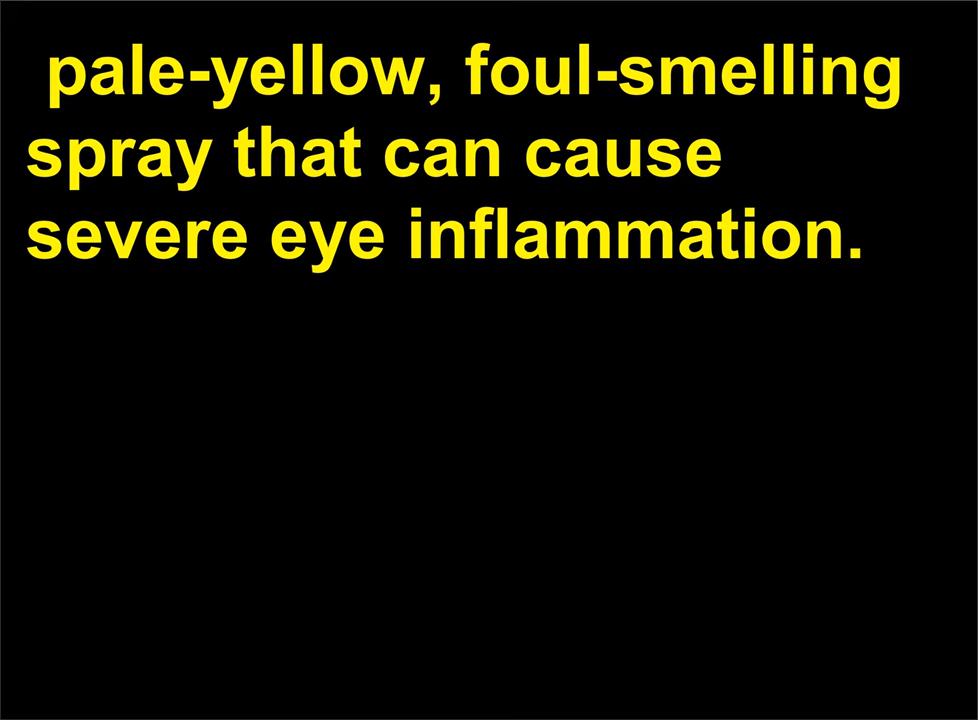 pale-yellow, foul-smelling
spray that can cause
severe eye inflammation.